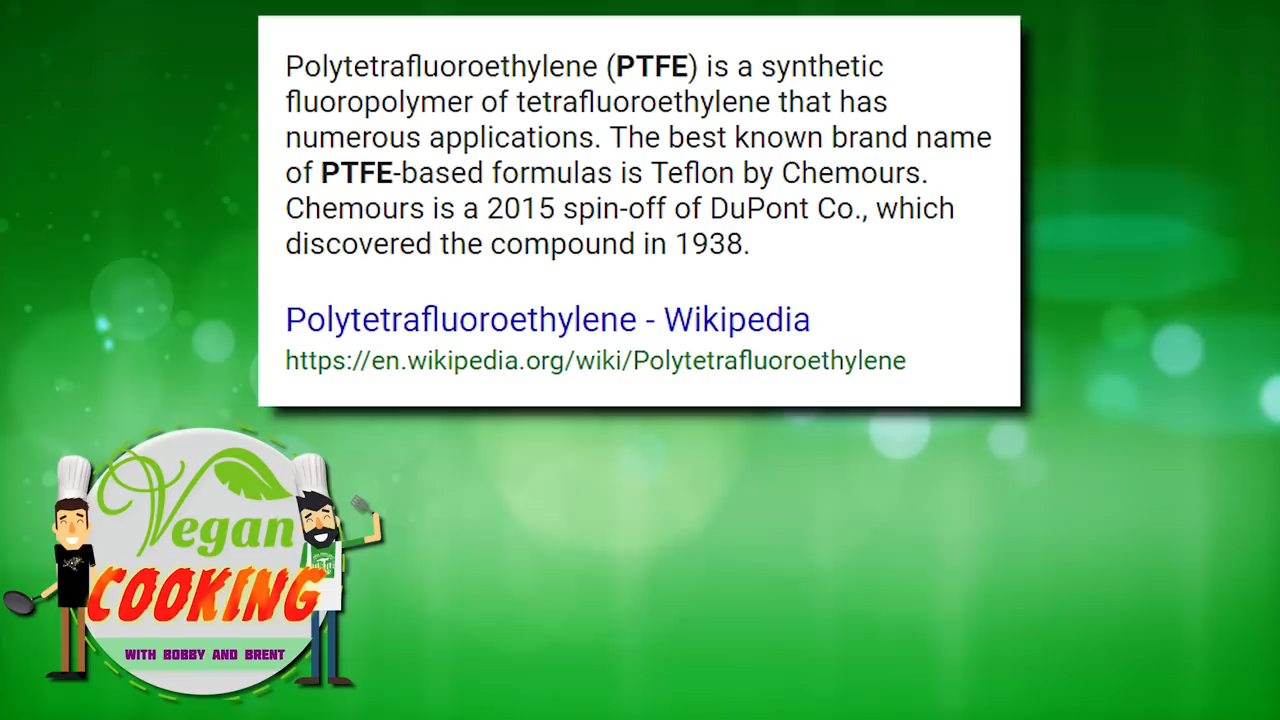 Polytetrafluoroethylene (PTFE) is a synthetic
fluoropolymer of tetrafluoroethylene that has
numerous applications. The best known brand name
of PTFE-based formulas is Teflon by Chemours.
Chemours is a 2015 spin-off of DuPont Co., which
discovered the compound in 1938.
Polytetrafluoroethylene - Wikipedia
https://en.wikipedia.org/wiki/Polytetrafluoroethylene
Vegan
COOKING
WITH BOBBY AND BRENT